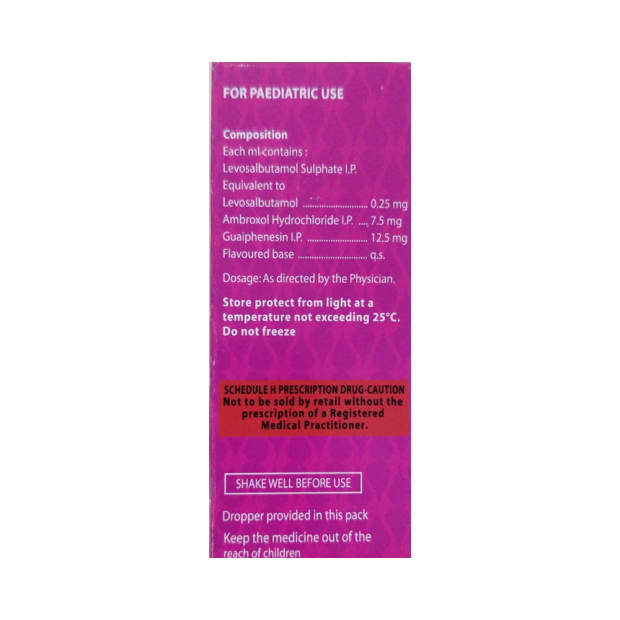 FOR PAEDIATRIC USE
Composition
Each ml contains :
Levosalbutamol Sulphate I.P.
Equivalent to
Levosalbutamol ........................... 0.25 mg
Ambroxol Hydrochloride I.P. .... 7.5 mg
Guaiphenesin I.P. ......................... 12.5 mg
Flavoured base ............................. q.s.
Dosage: As directed by the Physician.
Store protect from light at a
temperature not exceeding 25°C.
Do not freeze
SCHEDULE H PRESCRIPTION DRUG-CAUTION
Not to be sold by retail without the
prescription of a Registered
Medical Practitioner.
SHAKE WELL BEFORE USE
Dropper provided in this pack
Keep the medicine out of the
reach of children